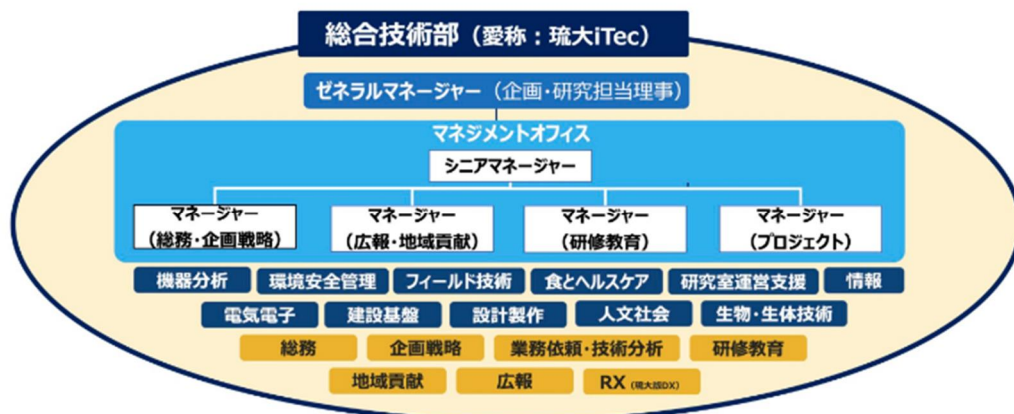 総合技術部（愛称：琉大iTec）
ゼネラルマネージャー（企画・研究担当理事）
マネジメントオフィス
シニアマネージャー
マネージャー
（総務・企画戦略）
マネージャー
（広報・地域貢献）
マネージャー
（研修教育）
マネージャー
（プロジェクト）
機器分析 環境安全管理 フィールド技術 食とヘルスケア 研究室運営支援 情報
電気電子 建設基盤 設計製作 人文社会 生物・生体技術
総務 企画戦略 業務依頼・技術分析 研修教育
地域貢献 広報 RX（琉大版DX）